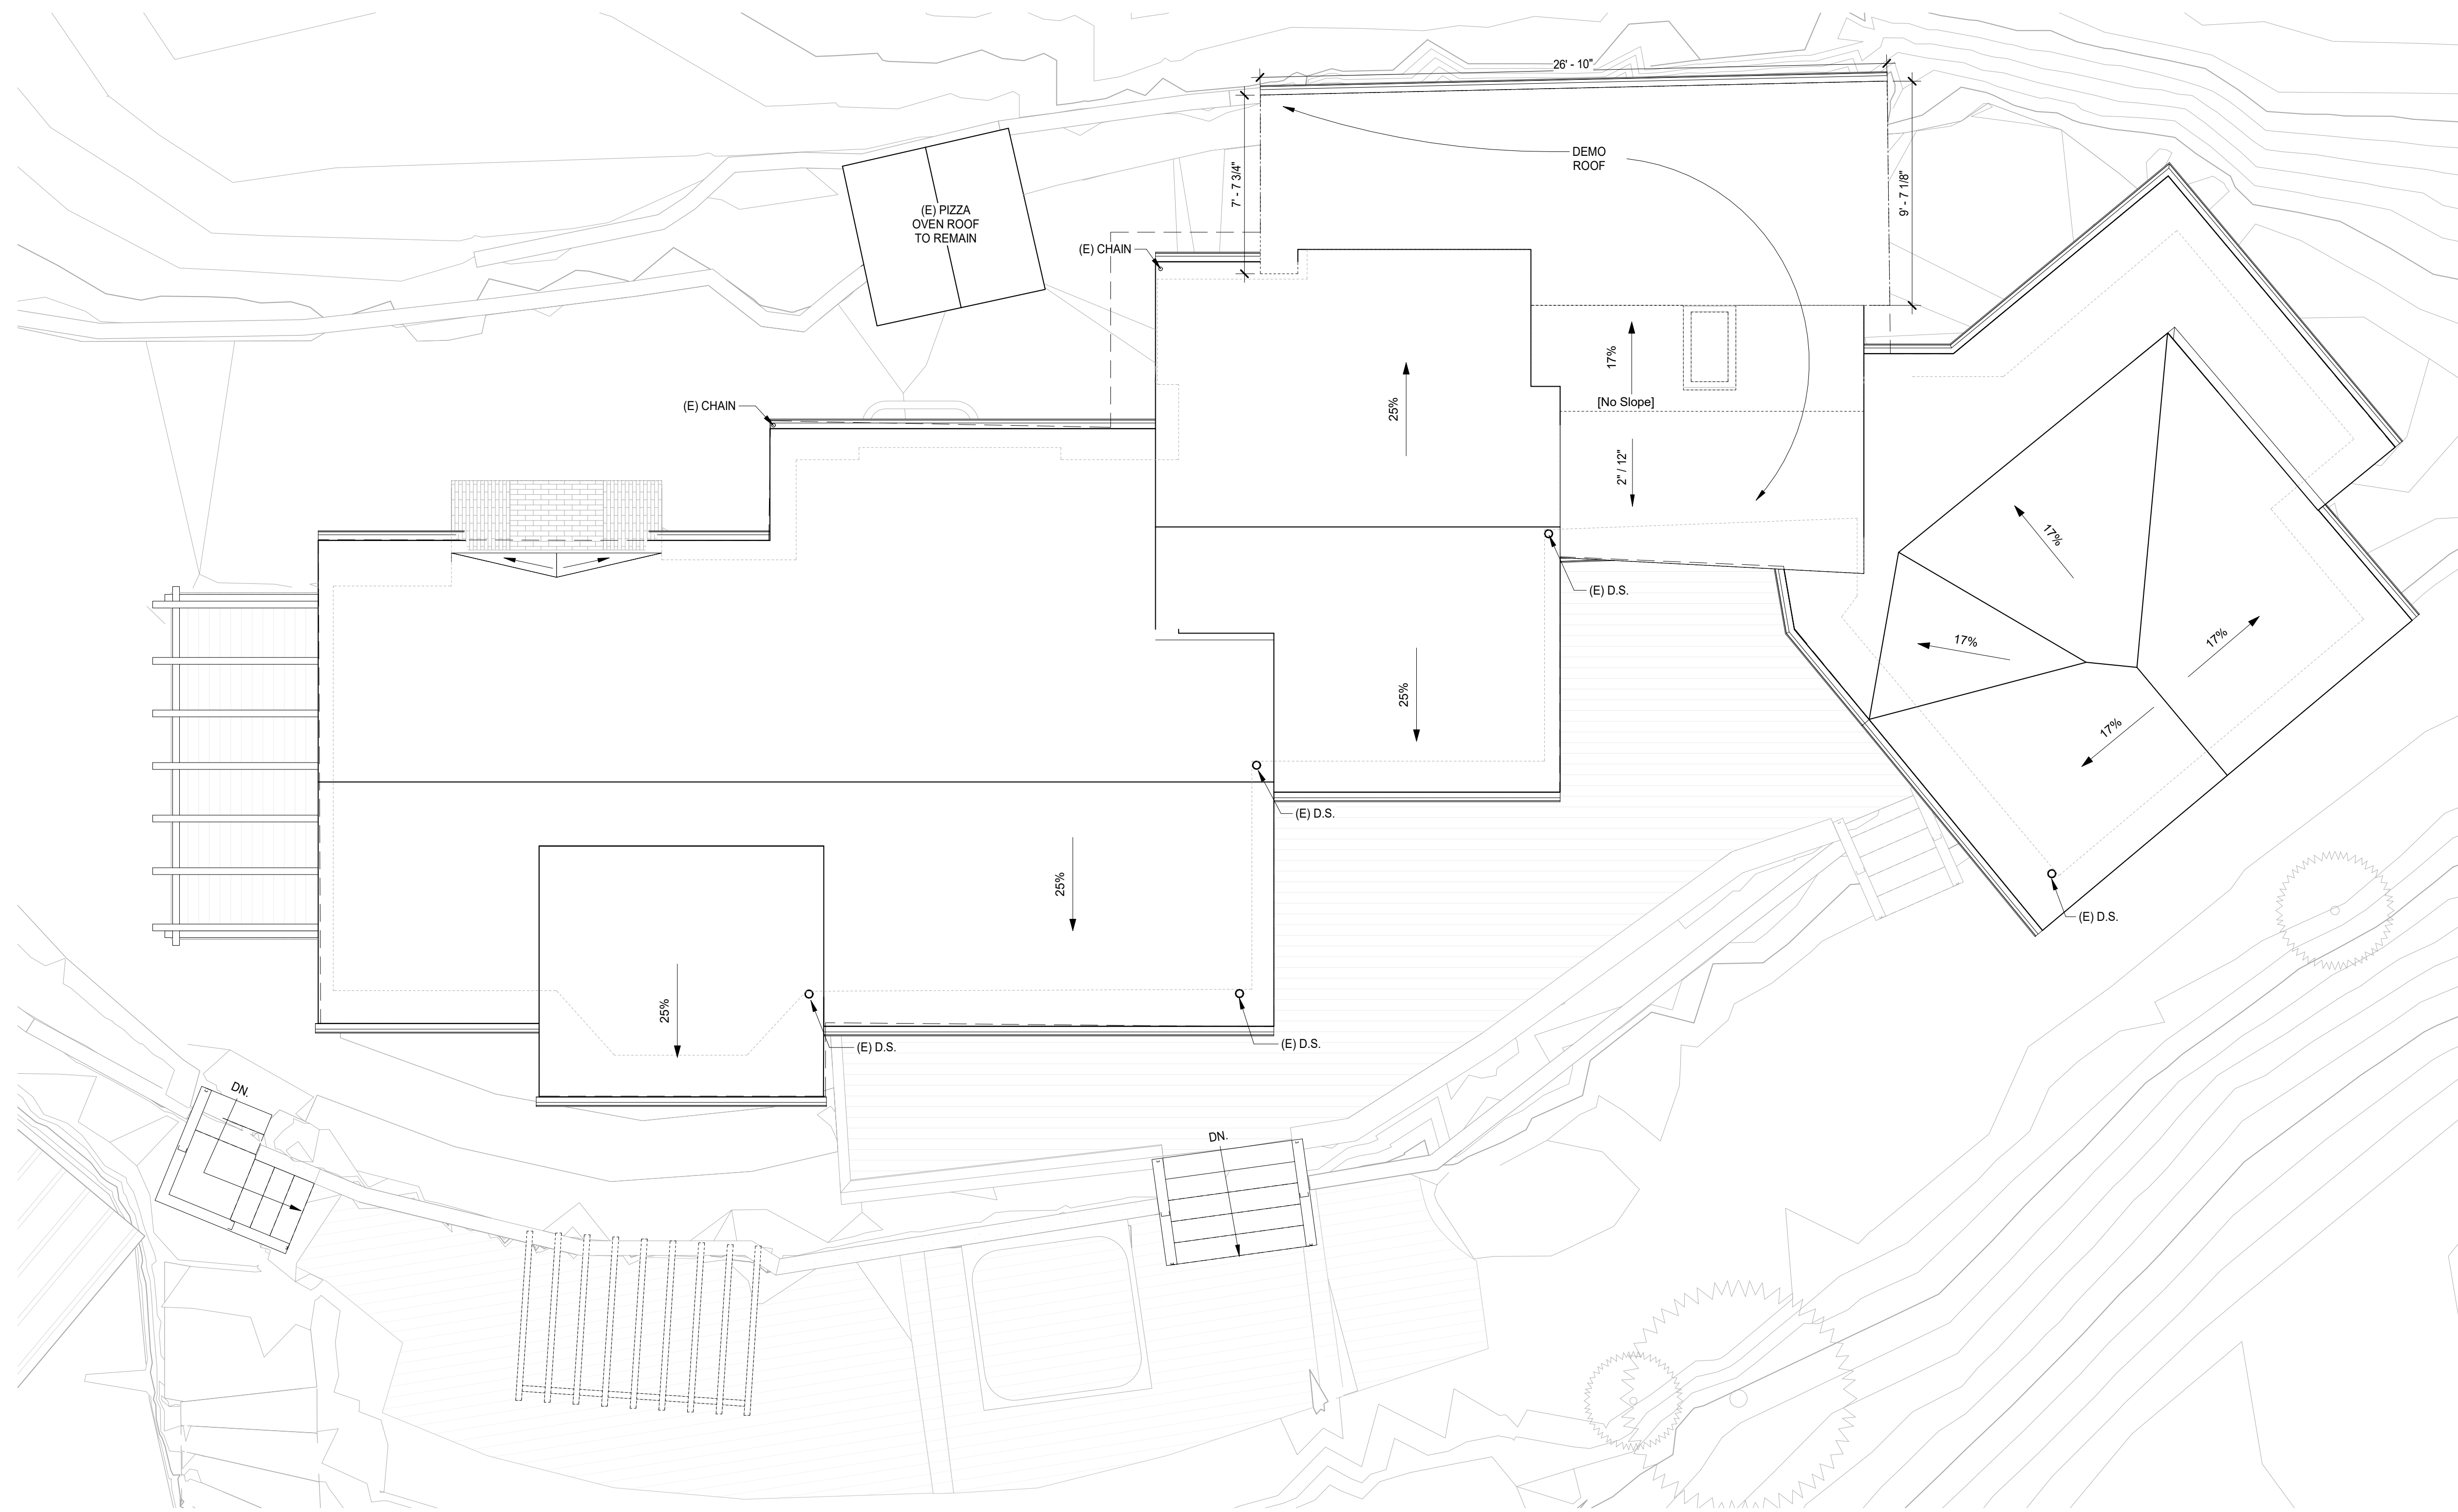 26' - 10"
DEMO
ROOF
7' - 7 3/4"
9' - 7 1/8"
(E) PIZZA
OVEN ROOF
TO REMAIN
(E) CHAIN
17%
(E) CHAIN
25%
[No Slope]
2" / 12"
17%
(E) D.S.
17%
17%
25%
17%
(E) D.S.
25%
(E) D.S.
25%
(E) D.S.
(E) D.S.
DN.
DN.